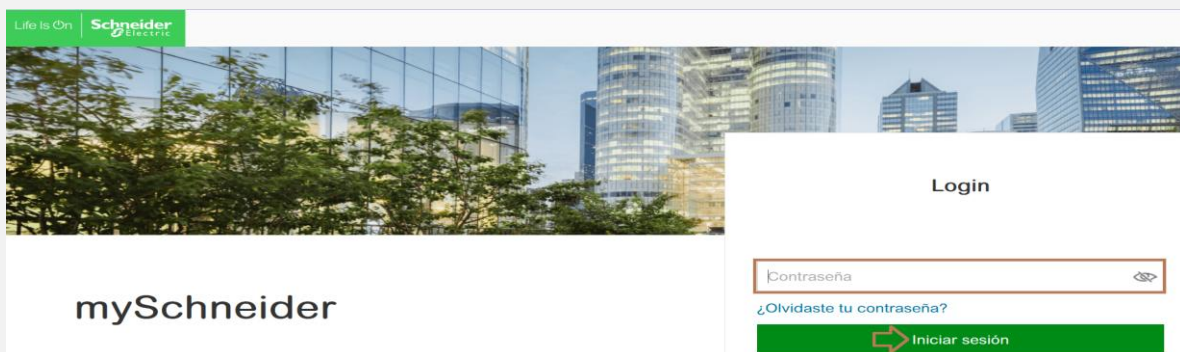 Life Is On Schneider
Electric
Login
Contraseña
mySchneider
¿Olvidaste tu contraseña?
Iniciar sesión